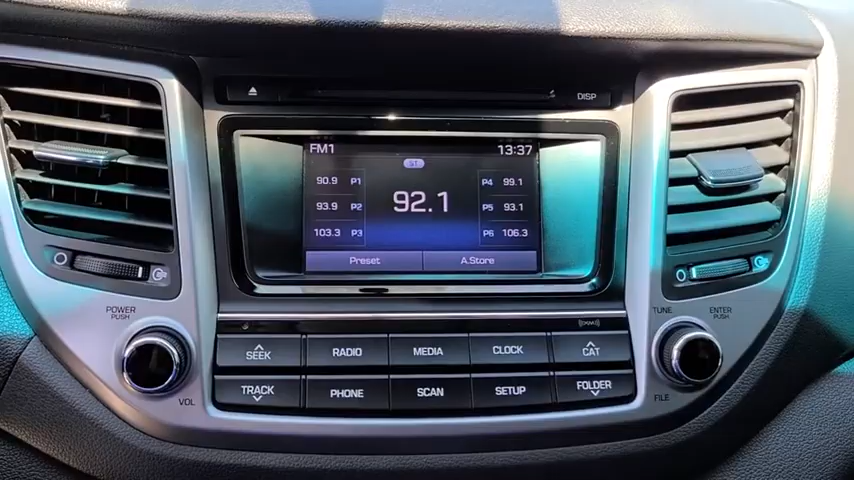 DISP
FM1 13:37
ST
90.9 P1 P4 99.1
92.1
93.9 P2 P5 93.1
103.3 P3 P6 106.3
Preset A.Store
POWER PUSH
VOL
TUNE
ENTER PUSH
FILE
SEEK RADIO MEDIA CLOCK CAT
TRACK PHONE SCAN SETUP FOLDER